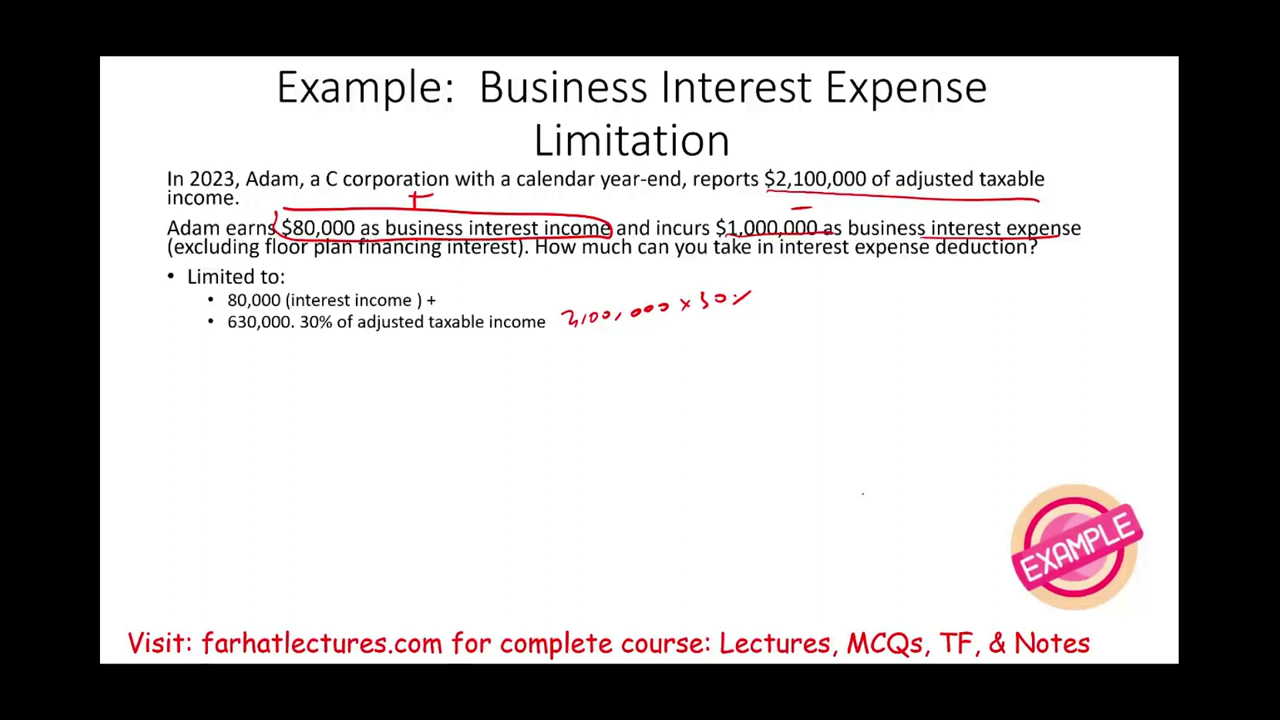 Example: Business Interest Expense
Limitation
In 2023, Adam, a C corporation with a calendar year-end, reports $2,100,000 of adjusted taxable
income.
+
Adam earns $80,000 as business interest income and incurs $1,000,000 as business interest expense
(excluding floor plan financing interest). How much can you take in interest expense deduction?
• Limited to:
• 80,000 (interest income ) +
• 630,000. 30% of adjusted taxable income 2,100,000 x 30%
EXAMPLE
Visit: farhatlectures.com for complete course: Lectures, MCQs, TF, & Notes